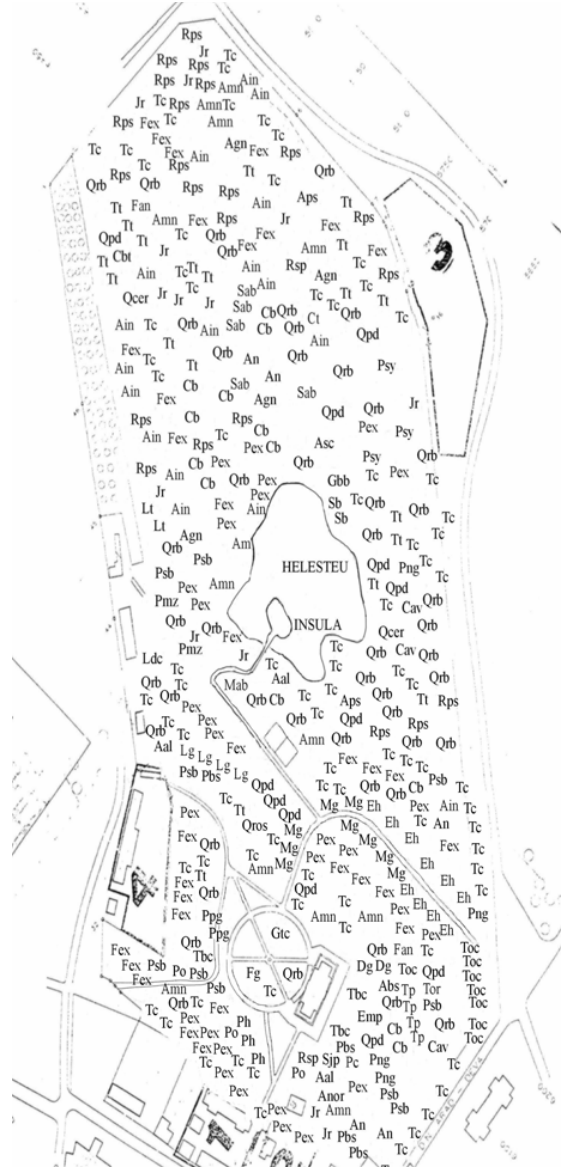 Rps
Jr Tc
Rps Rps Tc
Rps Jr Rps Amn Ain
Ain
Jr Tc Rps Amn Tc
Rps Fex Tc Amn Tc
Fex Agn Tc
Tc Tc Fex Ain Fex Rps
Tc Rps Tt Qrb
Rps Tc
Qrb Qrb Rps Rps Aps Tt
Tt Fan Ain
Tt Amn Fex Rps Jr Fex Rps
Qpd Tt Tc Qrb Fex
Jr Qrb Fex Amn Tt Fex
Tt Cbt Tc
Tt Ain Tc Tt Tt Ain Rsp Agn Rps
Qcer Jr Tc Sab Ain Tc Tt Tc
Jr Jr Jr Sab Tc Tt
Cb Qrb Ct Qrb Tc
Ain Tc Qrb Ain Sab Cb Qrb Qpd
Tt Ain
Fex Tc Qrb An Qrb
Ain Tt Qrb Psy
Tc An
Ain Fex Cb Sab Sab
Cb Agn Jr
Rps Cb Rps Qpd Qrb
Ain Fex Tc Cb Pex Psy
Rps Pex Cb Asc
Cb Pex Qrb Psy Qrb
Rps Ain Qrb Pex Gbb Tc Pex Tc
Jr Cb Pex
Lt Ain Fex Ain Sb Tc Qrb Qrb
Lt Pex Sb Tt Tc
Agn Am Qrb Tt Tc
Qrb Psb HELESTEU Qpd Png Tc
Psb Amn Tt Qpd Tc
Pmz Pex Pex Tc Cav Qrb
Qrb Qrb INSULA Qcer Qrb
Jr Fex
Pmz Jr Tc Qrb Cav Qrb
Ldc Tc Tc Tc
Qrb Tc Mab Aal Qrb Tc Qrb
Tc Qrb Qrb Cb Tc Tc Aps Tt Rps
Pex Qrb Tc Qpd Qrb
Tc Pex Rps Rps
Qrb Tc Pex Amn Qrb Qrb Qrb
Aal Lg Fex Tc Tc Tc
Lg Lg Lg Fex Fex Fex
Psb Pbs Qpd Tc Tc Qrb Qrb Cb Psb Tc
Tc Qpd Mg Mg Eh Pex Ain
Pex Tt Qpd Tc
Qros Mg Mg Eh Tc An
Fex Qrb Tc Mg Pex Pex Mg Eh Fex Tc
Tc Tc Tc Mg
Tt Amn Fex Fex Mg Eh Tc
Fex Qrb Qpd Fex Eh Eh
Fex Tc Pex Png
Fex Ppg Amn Amn Eh
Ppg Gtc Tc Fex Pex Eh
Qrb Tbc Qrb Fan Tc Toc
Fex Dg Dg Toc Qpd Toc
Fex Psb Po Psb Fg Qrb Abs Tp Tor Toc
Fex Amn Psb Tc Tbc Toc
Qrb Tc Fex Qrb Tp Psb Toc
Tc Pex Ph Emp Tp Qrb Toc
Tc Fex Pex Po Tbc Cb Tp Toc
Ph Pbs Qpd Cb Cav
Fex Pex Ph Rsp Sjp Pc Png Tc
Tc Tc Tc Po Aal Png
Pex Pex Anor Pex Psb Tc
Tc Pex Jr Amn Psb
Pex Jr An An Tc
Pex Pbs Tc
Pbs Tc
D.N. ARAD - DEVA